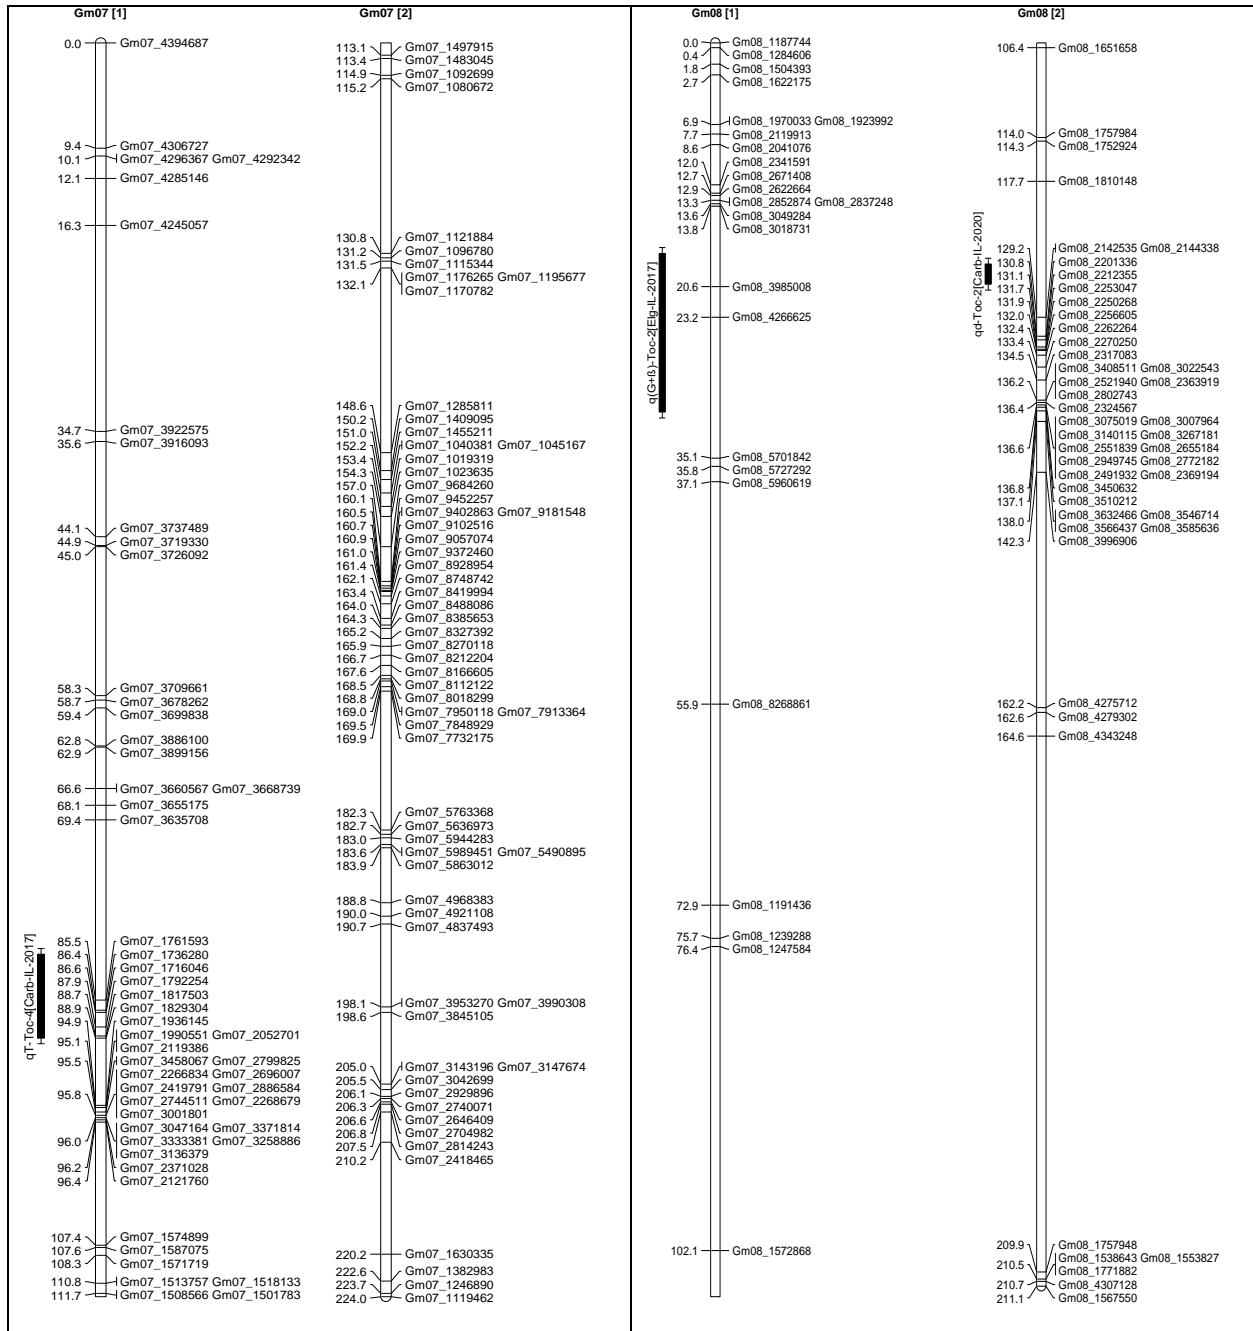 Gm07 [1]
0.0 Gm07_4394687
9.4 Gm07_4306727
10.1 Gm07_4296367 Gm07_4292342
12.1 Gm07_4285146
16.3 Gm07_4245057
34.7 Gm07_3922575
35.6 Gm07_3916093
44.1 Gm07_3737489
44.9 Gm07_3719330
45.0 Gm07_3726092
58.3 Gm07_3709661
58.7 Gm07_3678262
59.4 Gm07_3699838
62.8 Gm07_3886100
62.9 Gm07_3899156
66.6 Gm07_3660567 Gm07_3668739
68.1 Gm07_3655175
69.4 Gm07_3635708
85.5 Gm07_1761593
86.4 Gm07_1736280
86.6 Gm07_1716046
87.9 Gm07_1792254
88.7 Gm07_1817503
88.9 Gm07_1829304
94.9 Gm07_1936145
95.1 Gm07_1990551 Gm07_2052701
Gm07_2119386
95.5 Gm07_3458067 Gm07_2799825
Gm07_2266834 Gm07_2696007
Gm07_2419791 Gm07_2886584
95.8 Gm07_2744511 Gm07_2268679
Gm07_3001801
Gm07_3047164 Gm07_3371814
96.0 Gm07_3333381 Gm07_3258886
Gm07_3136379
96.2 Gm07_2371028
96.4 Gm07_2121760
107.4 Gm07_1574899
107.6 Gm07_1587075
108.3 Gm07_1571719
110.8 Gm07_1513757 Gm07_1518133
111.7 Gm07_1508566 Gm07_1501783
qT-Toc-4[Carb-IL-2017]
Gm07 [2]
113.1 Gm07_1497915
113.4 Gm07_1483045
114.9 Gm07_1092699
115.2 Gm07_1080672
130.8 Gm07_1121884
131.2 Gm07_1096780
131.5 Gm07_1115344
132.1 Gm07_1176265 Gm07_1195677
Gm07_1170782
148.6 Gm07_1285811
150.2 Gm07_1409095
151.0 Gm07_1455211
152.2 Gm07_1040381 Gm07_1045167
153.4 Gm07_1019319
154.3 Gm07_1023635
157.0 Gm07_9684260
160.1 Gm07_9452257
160.5 Gm07_9402863 Gm07_9181548
160.7 Gm07_9102516
160.9 Gm07_9057074
161.0 Gm07_9372460
161.4 Gm07_8928954
162.1 Gm07_8748742
163.4 Gm07_8419994
164.0 Gm07_8488086
164.3 Gm07_8385653
165.2 Gm07_8327392
165.9 Gm07_8270118
166.7 Gm07_8212204
167.6 Gm07_8166605
168.5 Gm07_8112122
168.8 Gm07_8018299
169.0 Gm07_7950118 Gm07_7913364
169.5 Gm07_7848929
169.9 Gm07_7732175
182.3 Gm07_5763368
182.7 Gm07_5636973
183.0 Gm07_5944283
183.6 Gm07_5989451 Gm07_5490895
183.9 Gm07_5863012
188.8 Gm07_4968383
190.0 Gm07_4921108
190.7 Gm07_4837493
198.1 Gm07_3953270 Gm07_3990308
198.6 Gm07_3845105
205.0 Gm07_3143196 Gm07_3147674
205.5 Gm07_3042699
206.1 Gm07_2929896
206.3 Gm07_2740071
206.6 Gm07_2646409
206.8 Gm07_2704982
207.5 Gm07_2814243
210.2 Gm07_2418465
220.2 Gm07_1630335
222.6 Gm07_1382983
223.7 Gm07_1246890
224.0 Gm07_1119462
Gm08 [1]
0.0 Gm08_1187744
0.4 Gm08_1284606
1.8 Gm08_1504393
2.7 Gm08_1622175
6.9 Gm08_1970033 Gm08_1923992
7.7 Gm08_2119913
8.6 Gm08_2041076
12.0 Gm08_2341591
12.7 Gm08_2671408
12.9 Gm08_2622664
13.3 Gm08_2852874 Gm08_2837248
13.6 Gm08_3049284
13.8 Gm08_3018731
20.6 Gm08_3985008
23.2 Gm08_4266625
35.1 Gm08_5701842
35.8 Gm08_5727292
37.1 Gm08_5960619
55.9 Gm08_8268861
72.9 Gm08_1191436
75.7 Gm08_1239288
76.4 Gm08_1247584
102.1 Gm08_1572868
q(G+ß)-Toc-2[Elg-IL-2017]
Gm08 [2]
106.4 Gm08_1651658
114.0 Gm08_1757984
114.3 Gm08_1752924
117.7 Gm08_1810148
129.2 Gm08_2142535 Gm08_2144338
130.8 Gm08_2201336
131.1 Gm08_2212355
131.7 Gm08_2253047
131.9 Gm08_2250268
132.0 Gm08_2256605
132.4 Gm08_2262264
133.4 Gm08_2270250
134.5 Gm08_2317083
Gm08_3408511 Gm08_3022543
136.2 Gm08_2521940 Gm08_2363919
Gm08_2802743
136.4 Gm08_2324567
Gm08_3075019 Gm08_3007964
Gm08_3140115 Gm08_3267181
136.6 Gm08_2551839 Gm08_2655184
Gm08_2949745 Gm08_2772182
Gm08_2491932 Gm08_2369194
136.8 Gm08_3450632
137.1 Gm08_3510212
138.0 Gm08_3632466 Gm08_3546714
Gm08_3566437 Gm08_3585636
142.3 Gm08_3996906
162.2 Gm08_4275712
162.6 Gm08_4279302
164.6 Gm08_4343248
209.9 Gm08_1757948
210.5 Gm08_1538643 Gm08_1553827
Gm08_1771882
210.7 Gm08_4307128
211.1 Gm08_1567550
qd-Toc-2[Carb-IL-2020]